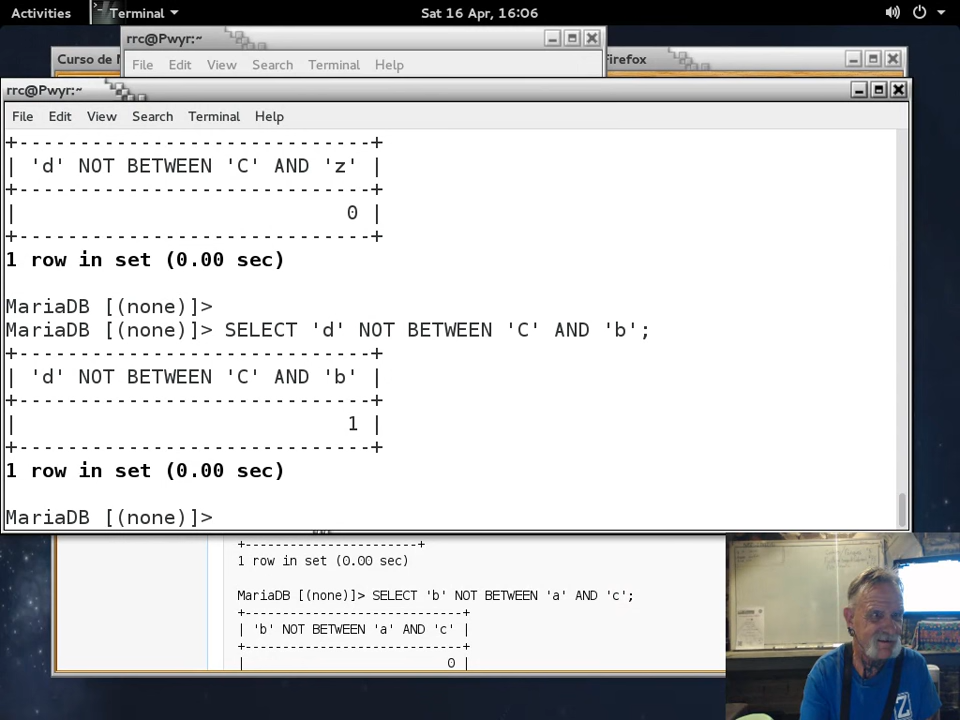 Activities Terminal Sat 16 Apr, 16:06
rrc@Pwyr:~
File Edit View Search Terminal Help
Curso de
irefox
rrc@Pwyr:~
File Edit View Search Terminal Help
+-----------------------------+
| 'd' NOT BETWEEN 'C' AND 'z' |
+-----------------------------+
| 0 |
+-----------------------------+
1 row in set (0.00 sec)
MariaDB [(none)]>
MariaDB [(none)]> SELECT 'd' NOT BETWEEN 'C' AND 'b';
+-----------------------------+
| 'd' NOT BETWEEN 'C' AND 'b' |
+-----------------------------+
| 1 |
+-----------------------------+
1 row in set (0.00 sec)
MariaDB [(none)]>
+----------------------+
1 row in set (0.00 sec)
MariaDB [(none)]> SELECT 'b' NOT BETWEEN 'a' AND 'c';
+-----------------------------+
| 'b' NOT BETWEEN 'a' AND 'c' |
+-----------------------------+
| 0 |
Z